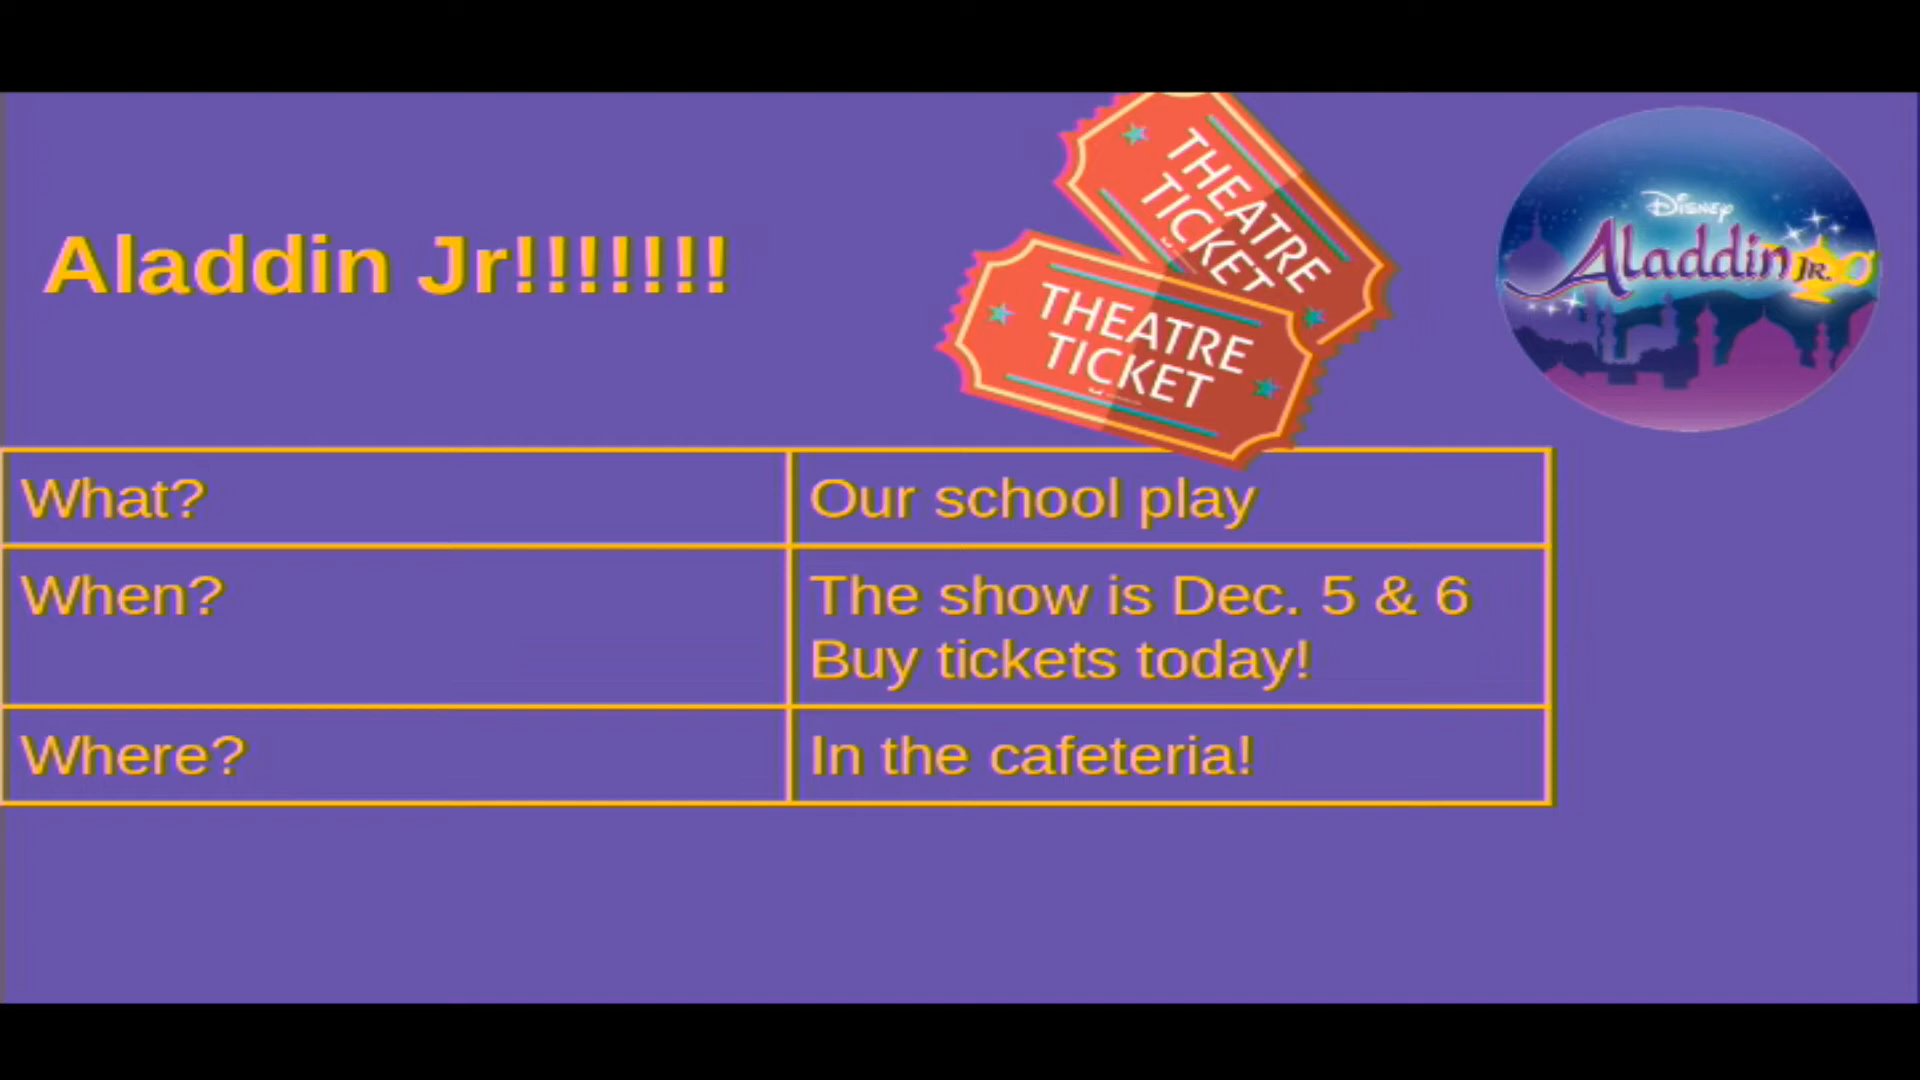 Aladdin Jr!!!!!!!
THEATRE
TICKET
THEATRE
TICKET
Disney
Aladdin JR.
What?
Our school play
When?
The show is Dec. 5 & 6
Buy tickets today!
Where?
In the cafeteria!